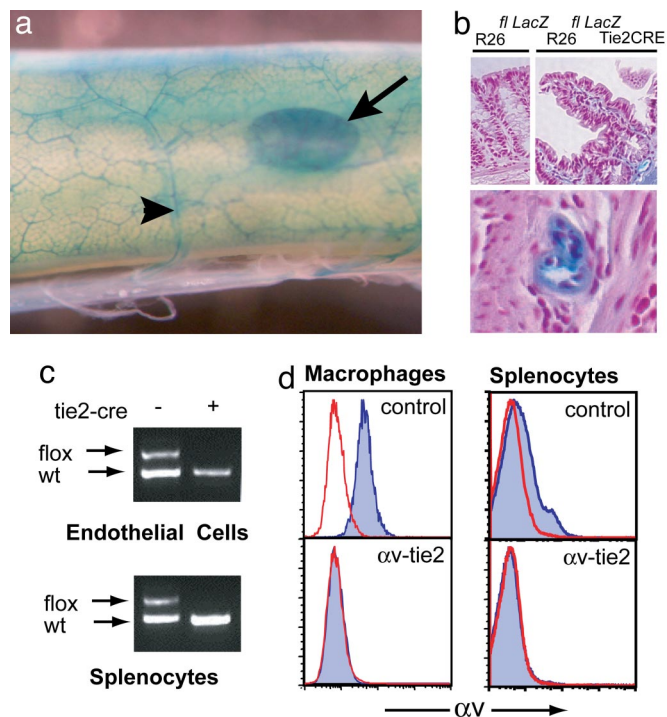 a
b
fl LacZ fl LacZ
R26 R26 Tie2CRE
c
tie2-cre - +
flox
wt
Endothelial Cells
flox
wt
Splenocytes
d
Macrophages Splenocytes
control control
αv-tie2 αv-tie2
αv